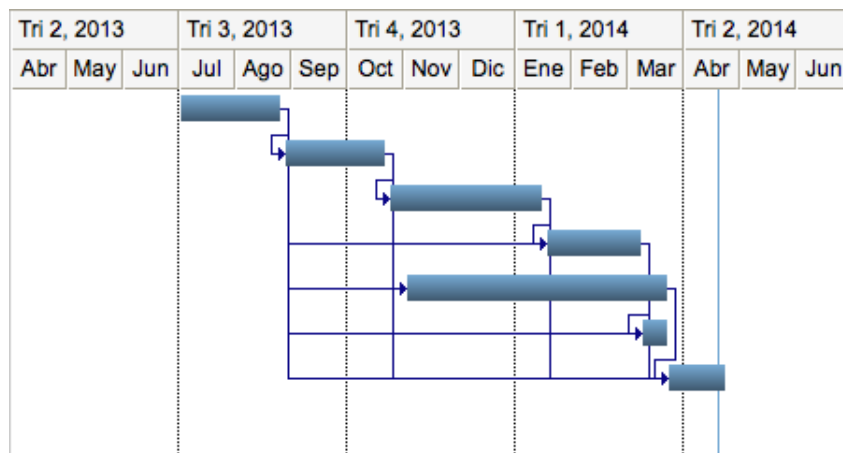 Tri 2, 2013 Tri 3, 2013 Tri 4, 2013 Tri 1, 2014 Tri 2, 2014
Abr May Jun Jul Ago Sep Oct Nov Dic Ene Feb Mar Abr May Jun